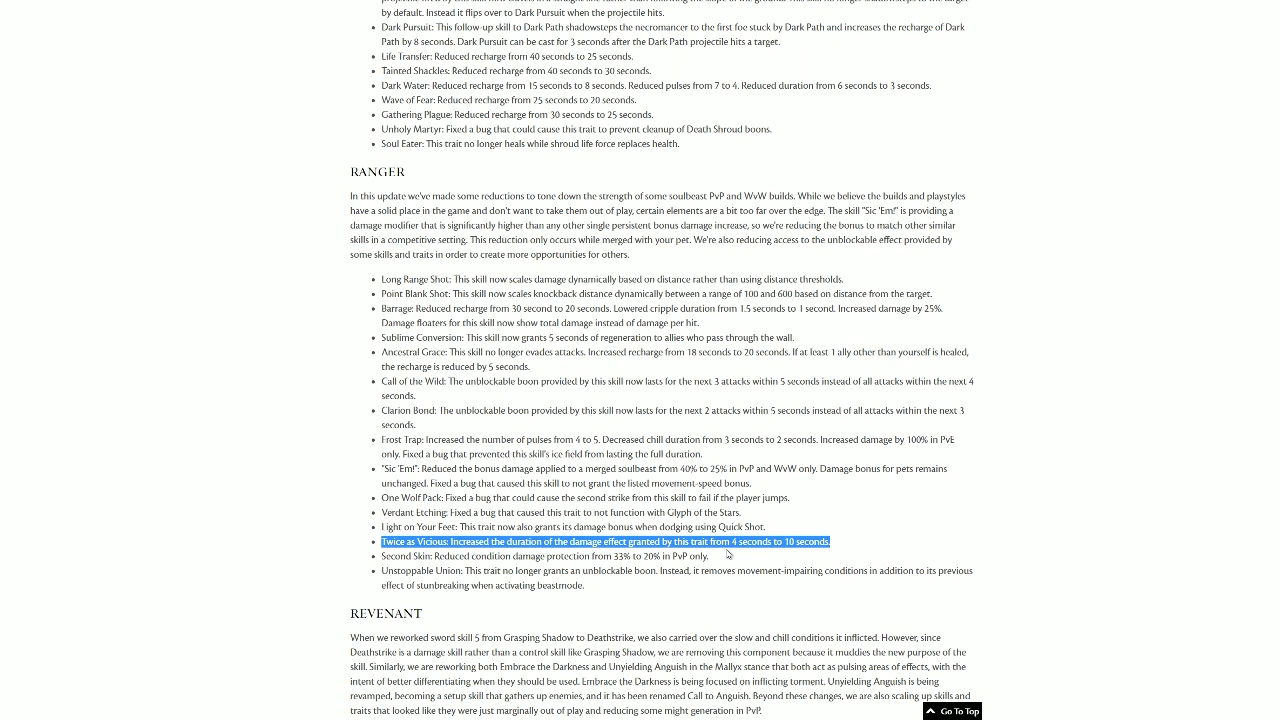 by default. Instead it flips over to Dark Pursuit when the projectile hits.
Dark Pursuit: This follow-up skill to Dark Path shadowsteps the necromancer to the first foe stuck by Dark Path and increases the recharge of Dark
Path by 8 seconds. Dark Pursuit can be cast for 3 seconds after the Dark Path projectile hits a target.
Life Transfer: Reduced recharge from 40 seconds to 25 seconds.
Tainted Shackles: Reduced recharge from 40 seconds to 30 seconds.
Dark Water: Reduced recharge from 15 seconds to 8 seconds. Reduced pulses from 7 to 4. Reduced duration from 6 seconds to 3 seconds.
Wave of Fear: Reduced recharge from 25 seconds to 20 seconds.
Gathering Plague: Reduced recharge from 30 seconds to 25 seconds.
Unholy Martyr: Fixed a bug that could cause this trait to prevent cleanup of Death Shroud boons.
Soul Eater: This trait no longer heals while shroud life force replaces health.
RANGER
In this update we've made some reductions to tone down the strength of some soulbeast PvP and WvW builds. While we believe the builds and playstyles
have a solid place in the game and don't want to take them out of play, certain elements are a bit too far over the edge. The skill "Sic 'Em!" is providing a
damage modifier that is significantly higher than any other single persistent bonus damage increase, so we're reducing the bonus to match other similar
skills in a competitive setting. This reduction only occurs while merged with your pet. We're also reducing access to the unblockable effect provided by
some skills and traits in order to create more opportunities for others.
Long Range Shot: This skill now scales damage dynamically based on distance rather than using distance thresholds.
Point Blank Shot: This skill now scales knockback distance dynamically between a range of 100 and 600 based on distance from the target.
Barrage: Reduced recharge from 30 second to 20 seconds. Lowered cripple duration from 1.5 seconds to 1 second. Increased damage by 25%.
Damage floaters for this skill now show total damage instead of damage per hit.
Sublime Conversion: This skill now grants 5 seconds of regeneration to allies who pass through the wall.
Ancestral Grace: This skill no longer evades attacks. Increased recharge from 18 seconds to 20 seconds. If at least 1 ally other than yourself is healed,
the recharge is reduced by 5 seconds.
Call of the Wild: The unblockable boon provided by this skill now lasts for the next 3 attacks within 5 seconds instead of all attacks within the next 4
seconds.
Clarion Bond: The unblockable boon provided by this skill now lasts for the next 2 attacks within 5 seconds instead of all attacks within the next 3
seconds.
Frost Trap: Increased the number of pulses from 4 to 5. Decreased chill duration from 3 seconds to 2 seconds. Increased damage by 100% in PvE
only. Fixed a bug that prevented this skill's ice field from lasting the full duration.
"Sic 'Em!": Reduced the bonus damage applied to a merged soulbeast from 40% to 25% in PvP and WvW only. Damage bonus for pets remains
unchanged. Fixed a bug that caused this skill to not grant the listed movement-speed bonus.
One Wolf Pack: Fixed a bug that could cause the second strike from this skill to fail if the player jumps.
Verdant Etching: Fixed a bug that caused this trait to not function with Glyph of the Stars.
Light on Your Feet: This trait now also grants its damage bonus when dodging using Quick Shot.
Twice as Vicious: Increased the duration of the damage effect granted by this trait from 4 seconds to 10 seconds.
Second Skin: Reduced condition damage protection from 33% to 20% in PvP only.
Unstoppable Union: This trait no longer grants an unblockable boon. Instead, it removes movement-impairing conditions in addition to its previous
effect of stunbreaking when activating beastmode.
REVENANT
When we reworked sword skill 5 from Grasping Shadow to Deathstrike, we also carried over the slow and chill conditions it inflicted. However, since
Deathstrike is a damage skill rather than a control skill like Grasping Shadow, we are removing this component because it muddies the new purpose of the
skill. Similarly, we are reworking both Embrace the Darkness and Unyielding Anguish in the Mallyx stance that both act as pulsing areas of effects, with the
intent of better differentiating when they should be used. Embrace the Darkness is being focused on inflicting torment. Unyielding Anguish is being
revamped, becoming a setup skill that gathers up enemies, and it has been renamed Call to Anguish. Beyond these changes, we are also scaling up skills and
traits that looked like they were just marginally out of play and reducing some might generation in PvP.
Go To Top